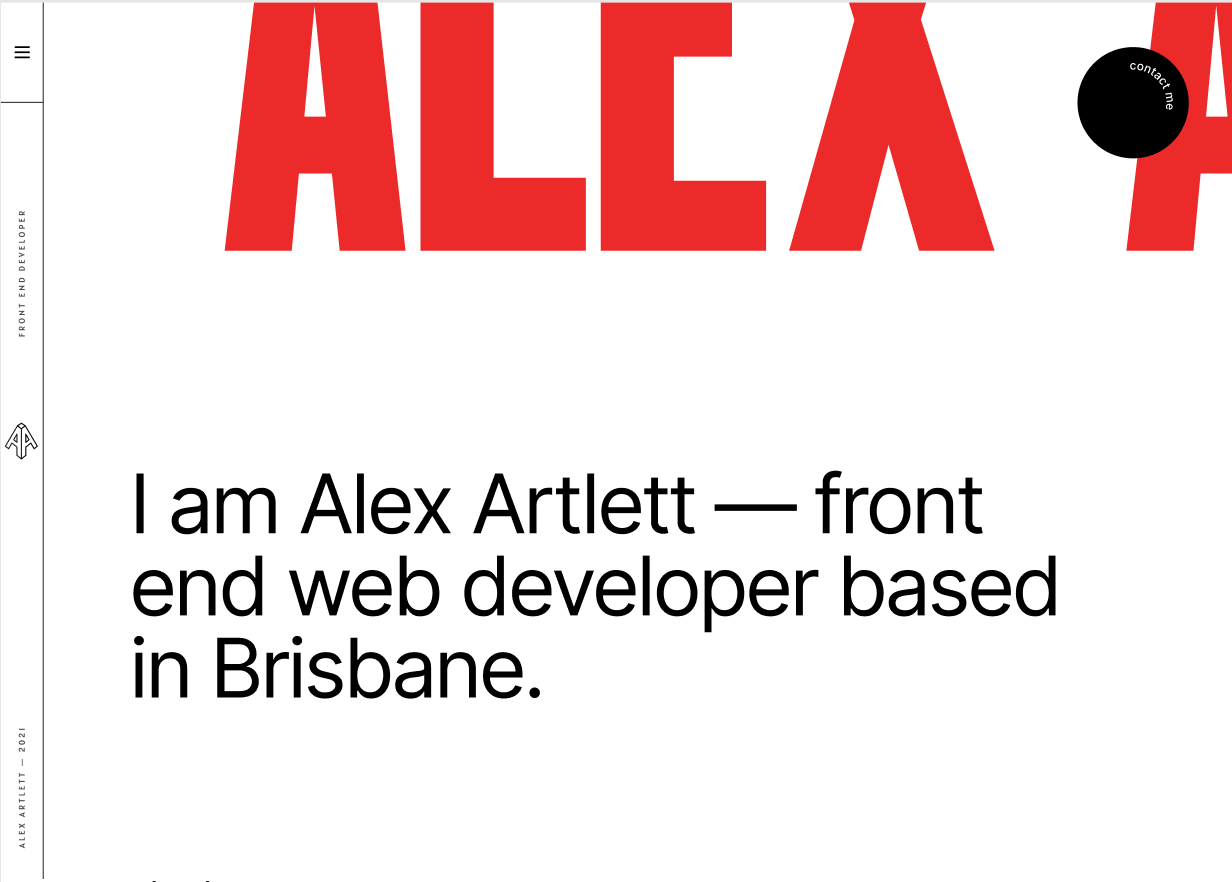 ALEX A
contact me
FRONT END DEVELOPER
I am Alex Artlett — front
end web developer based
in Brisbane.
ALEX ARTLETT — 2021